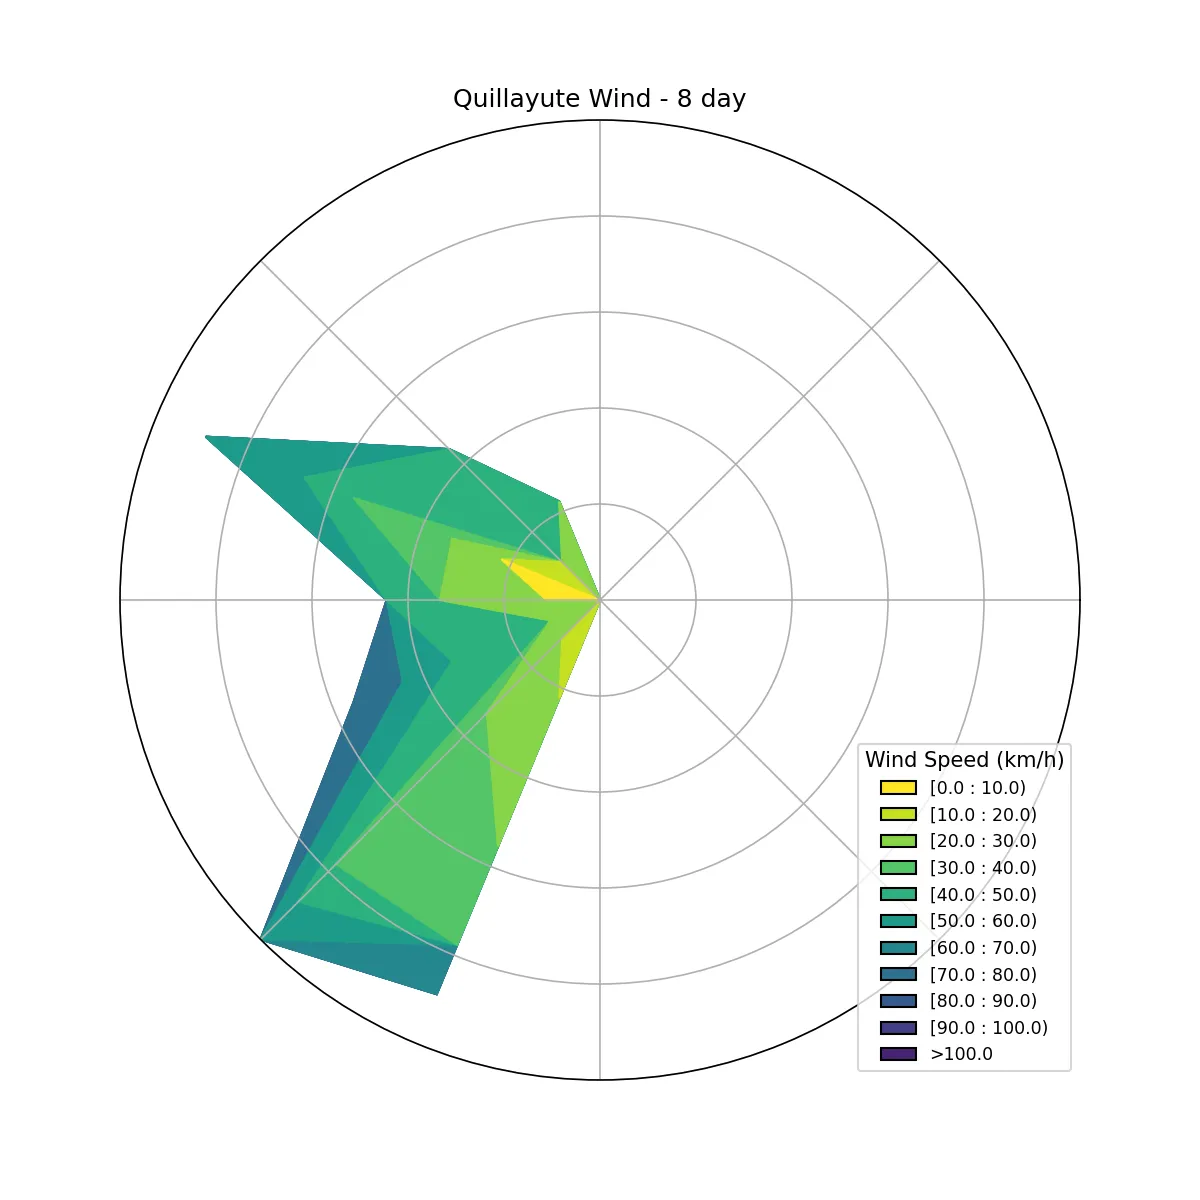 Quillayute Wind - 8 day
Wind Speed (km/h)
[0.0 : 10.0)
[10.0 : 20.0)
[20.0 : 30.0)
[30.0 : 40.0)
[40.0 : 50.0)
[50.0 : 60.0)
[60.0 : 70.0)
[70.0 : 80.0)
[80.0 : 90.0)
[90.0 : 100.0)
>100.0